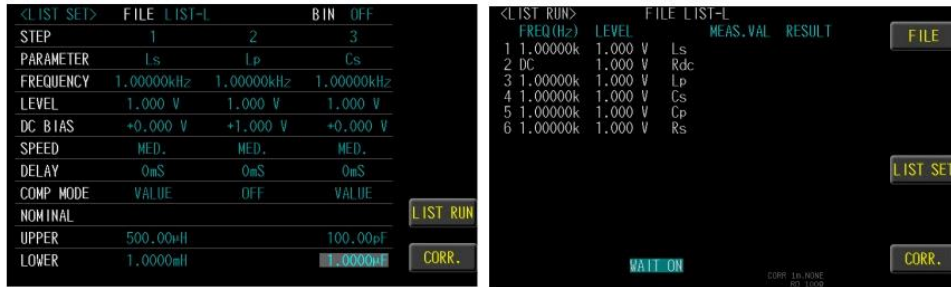 <LIST SET> FILE LIST-L BIN OFF
STEP 1 2 3
PARAMETER Ls Lp Cs
FREQUENCY 1.00000kHz 1.00000kHz 1.00000kHz
LEVEL 1.000 V 1.000 V 1.000 V
DC BIAS +0.000 V +1.000 V +0.000 V
SPEED MED. MED. MED.
DELAY 0mS 0mS 0mS
COMP MODE VALUE OFF VALUE
NOMINAL
LIST RUN
UPPER 500.00μH 100.00pF
LOWER 1.0000mH 1.0000μF
CORR.
<LIST RUN> FILE LIST-L
FREQ(Hz) LEVEL MEAS.VAL RESULT
FILE
1 1.00000k 1.000 V Ls
2 DC 1.000 V Rdc
3 1.00000k 1.000 V Lp
4 1.00000k 1.000 V Cs
5 1.00000k 1.000 V Cp
6 1.00000k 1.000 V Rs
LIST SET
WAIT ON
CORR.
CORR 1m.NONE
RD 100Ω